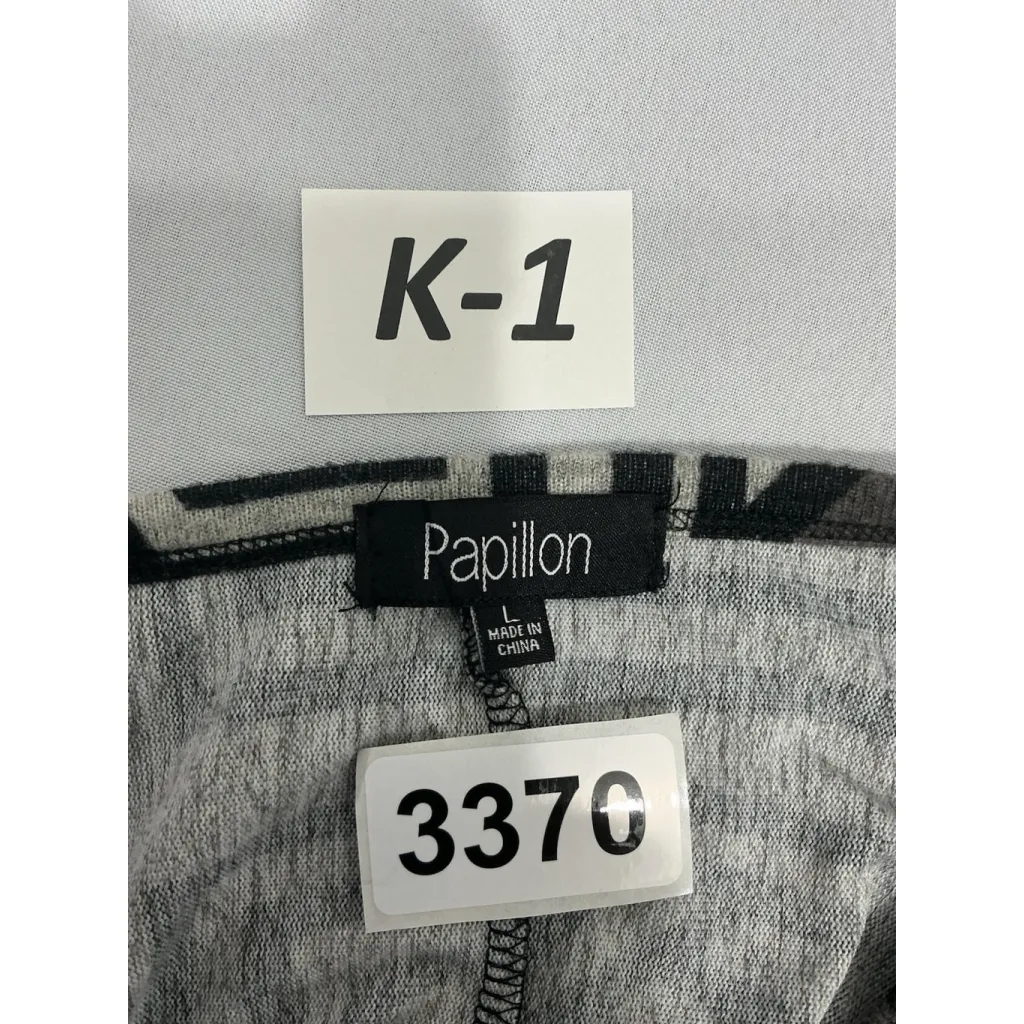 K-1
Papillon
L
MADE IN
CHINA
3370